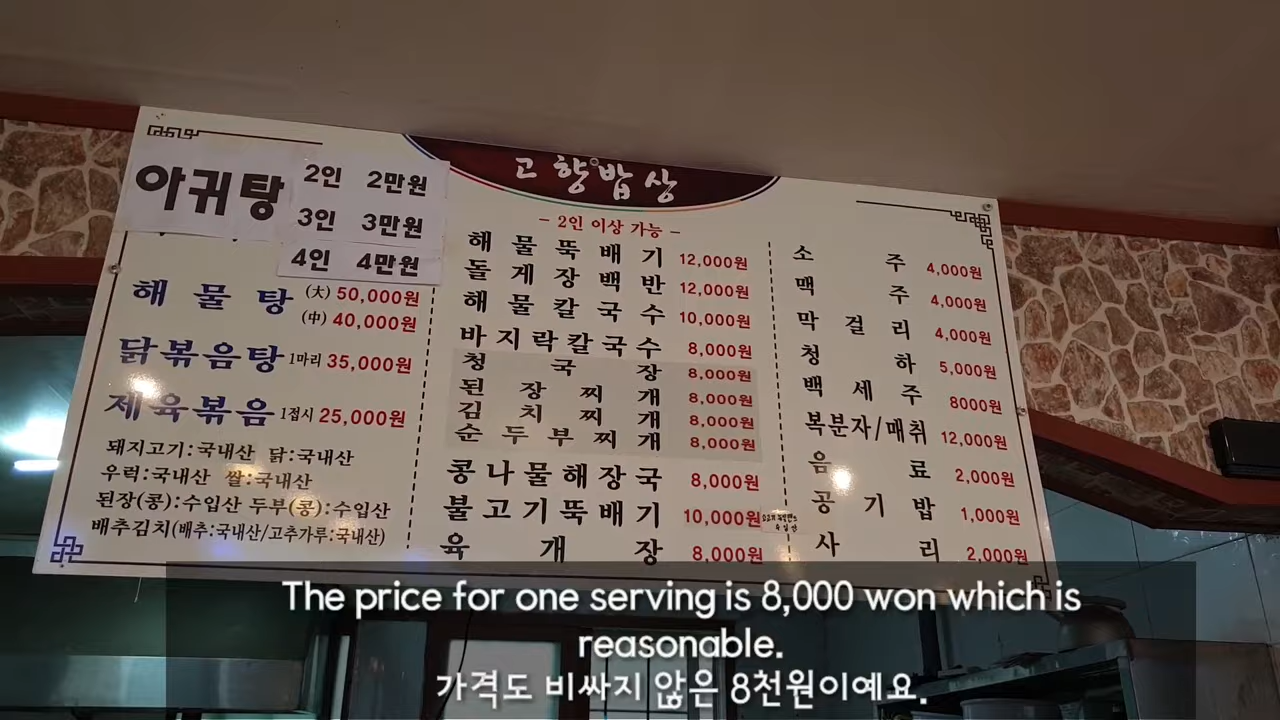 고향밥상
아귀탕
2인 2만원
3인 3만원
4인 4만원
해물탕 (大) 50,000원
(中) 40,000원
닭볶음탕 1마리 35,000원
제육볶음 1접시 25,000원
돼지고기:국내산 닭:국내산
우럭:국내산 쌀:국내산
된장(콩):수입산 두부(콩):수입산
배추김치(배추:국내산/고추가루:국내산)
- 2인 이상 가능 -
해물뚝배기 12,000원
돌게장백반 12,000원
해물칼국수 10,000원
바지락칼국수 8,000원
청국장 8,000원
된장찌개 8,000원
김치찌개 8,000원
순두부찌개 8,000원
콩나물해장국 8,000원
불고기뚝배기 10,000원
육개장 8,000원
소주 4,000원
맥주 4,000원
막걸리 4,000원
청하 5,000원
백세주 8000원
복분자/매취 12,000원
음료 2,000원
공기밥 1,000원
사리 2,000원
The price for one serving is 8,000 won which is
reasonable.
가격도 비싸지 않은 8천원이예요.